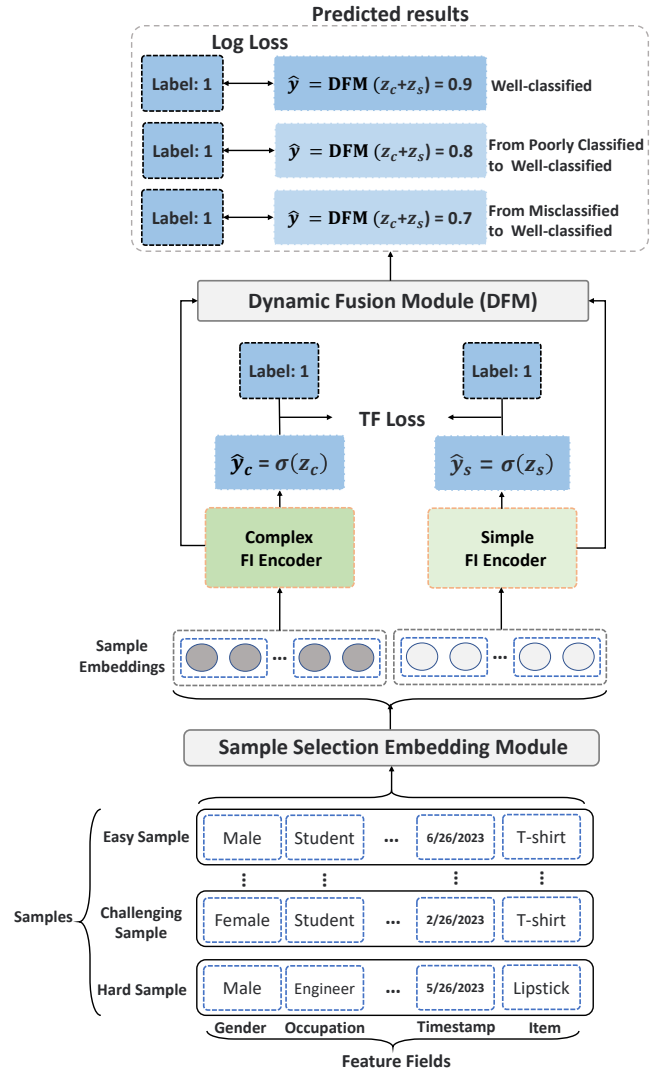 Predicted results
Log Loss
Label: 1
ŷ = DFM (z_c+z_s) = 0.9
Well-classified
Label: 1
ŷ = DFM (z_c+z_s) = 0.8
From Poorly Classified
to Well-classified
Label: 1
ŷ = DFM (z_c+z_s) = 0.7
From Misclassified
to Well-classified
Dynamic Fusion Module (DFM)
Label: 1
Label: 1
TF Loss
ŷ_c = σ(z_c)
ŷ_s = σ(z_s)
Complex
FI Encoder
Simple
FI Encoder
Sample
Embeddings
...
...
Sample Selection Embedding Module
Samples
Easy Sample
Male
Student
...
6/26/2023
T-shirt
Challenging
Sample
Female
Student
...
2/26/2023
T-shirt
Hard Sample
Male
Engineer
...
5/26/2023
Lipstick
Gender
Occupation
Timestamp
Item
Feature Fields